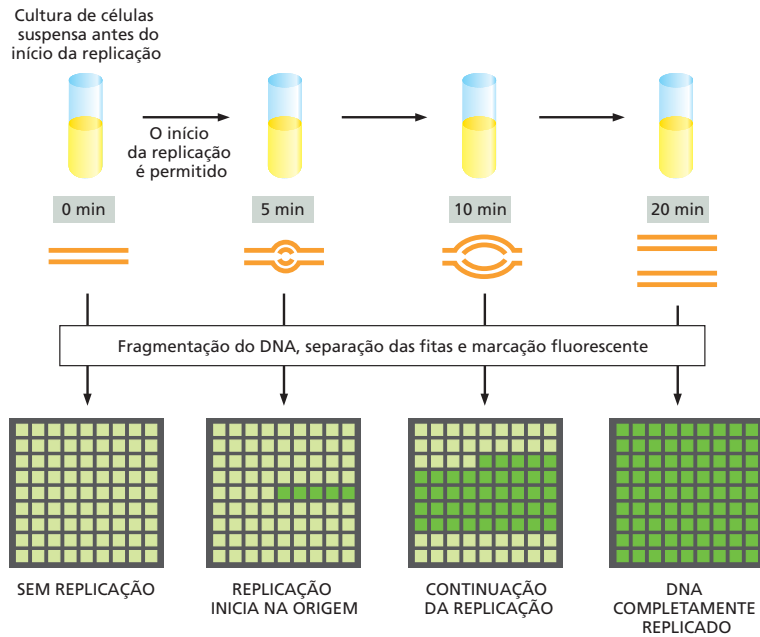 Cultura de células
suspensa antes do
início da replicação
O início
da replicação
é permitido
0 min
5 min
10 min
20 min
Fragmentação do DNA, separação das fitas e marcação fluorescente
SEM REPLICAÇÃO
REPLICAÇÃO
INICIA NA ORIGEM
CONTINUAÇÃO
DA REPLICAÇÃO
DNA
COMPLETAMENTE
REPLICADO